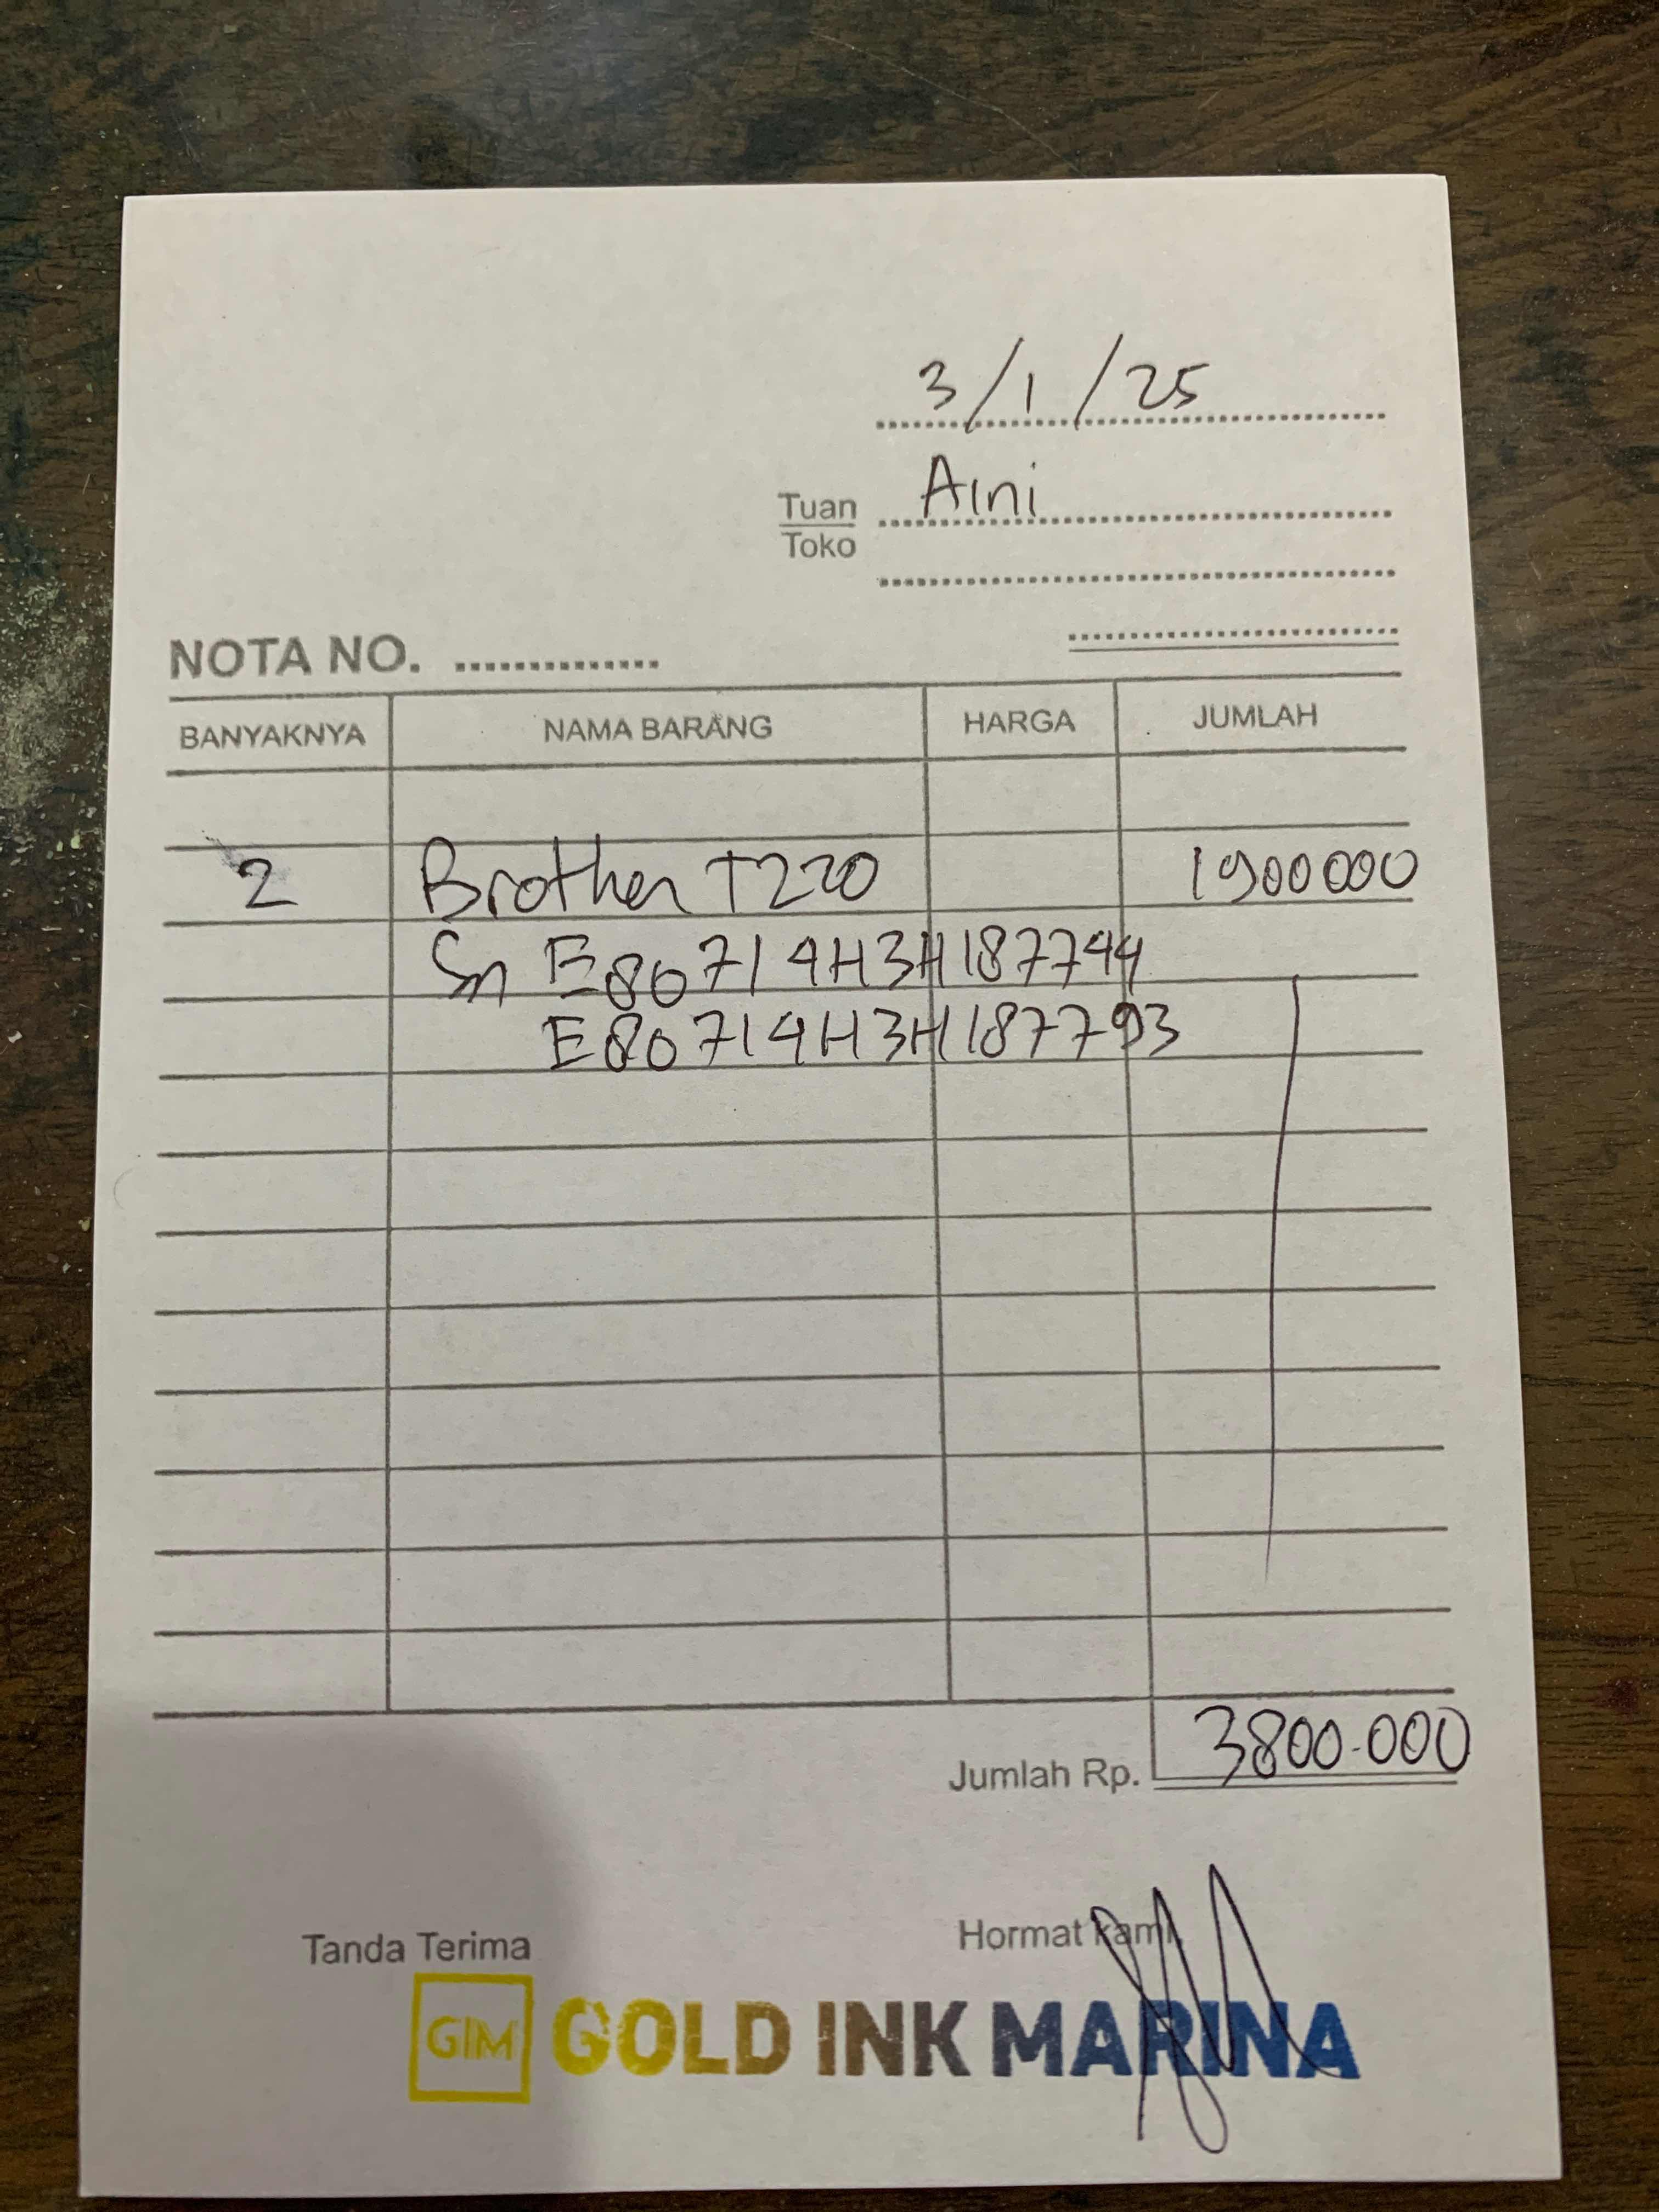 3/1/25
Tuan Aini
Toko
NOTA NO. ..............
BANYAKNYA NAMA BARANG HARGA JUMLAH
2 Brother T220 1900000
Sn E80714H3H187744
E80714H3H187793
Jumlah Rp. 3800.000
Tanda Terima Hormat kami,
GIM GOLD INK MARINA